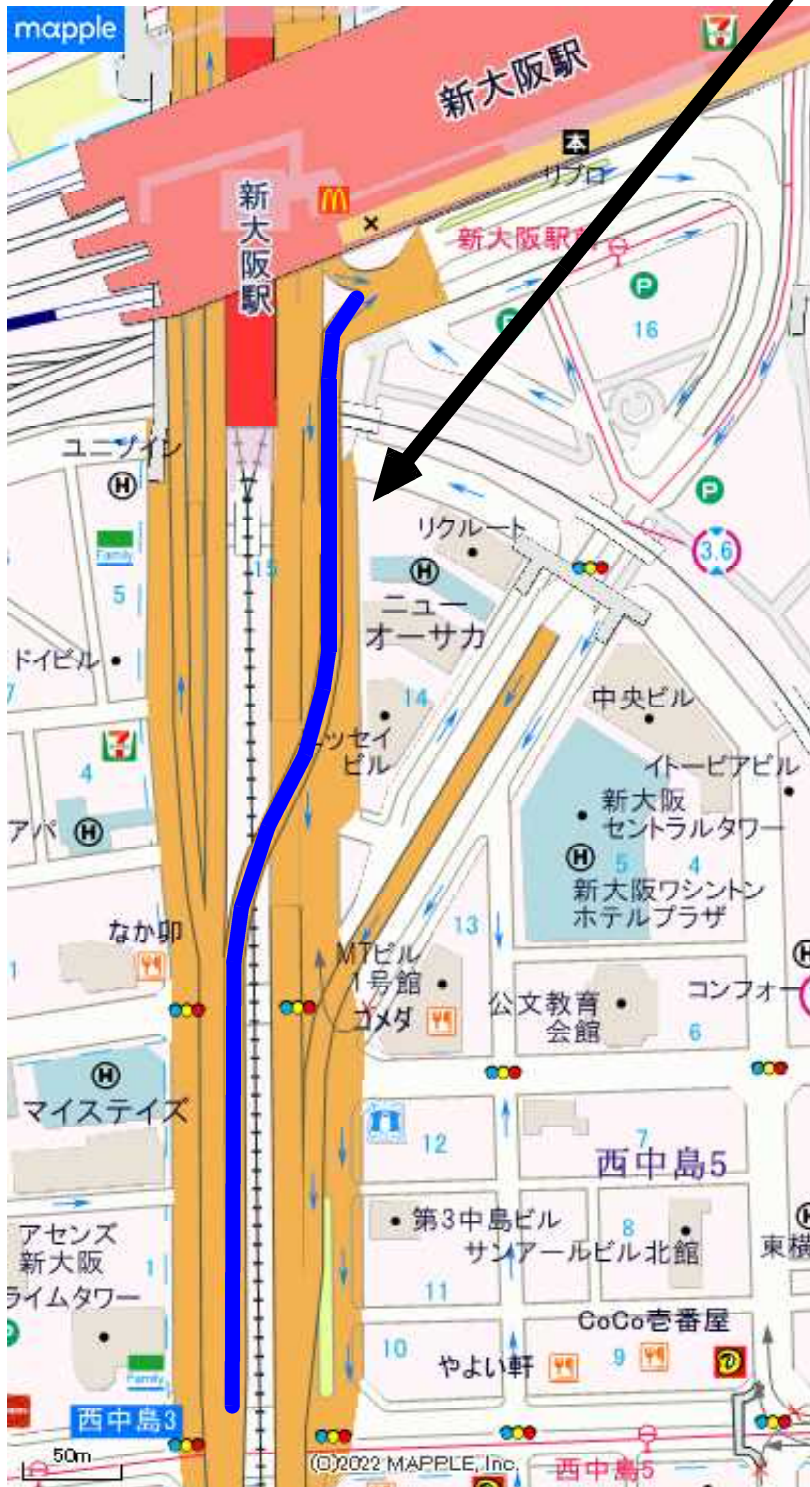 mapple
新大阪駅
本
リブロ
新大阪駅
新大阪駅前
P
P
16
ユニゾイン
H
P
Family
リクルート
15
3.6
5
H
ニュー
オーサカ
ドイビル
7
14
中央ビル
ッセイ
ビル
4
イトーピアビル
新大阪
セントラルタワー
アパ
H
H
5
4
新大阪ワシントン
ホテルプラザ
13
なか卯
MTビル
1号館
H
1
コンフォー
公文教育
会館
コメダ
6
H
マイステイズ
12
7
西中島5
第3中島ビル
8
アセンズ
新大阪
ライムタワー
サンアールビル北館
東横
1
11
CoCo壱番屋
10
やよい軒
9
Family
西中島3
50m
(C)2022 MAPPLE, Inc.
西中島5